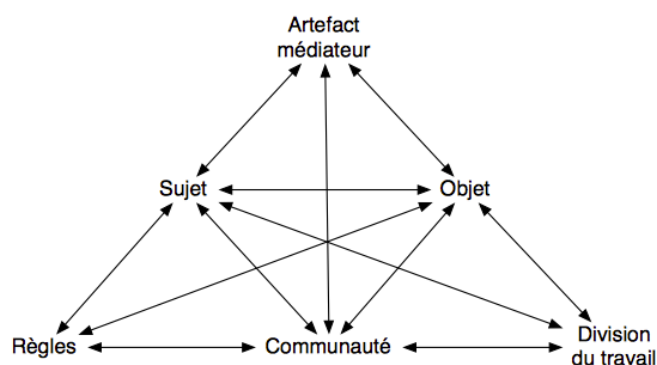 Artefact
médiateur
Sujet
Objet
Règles
Communauté
Division
du travail